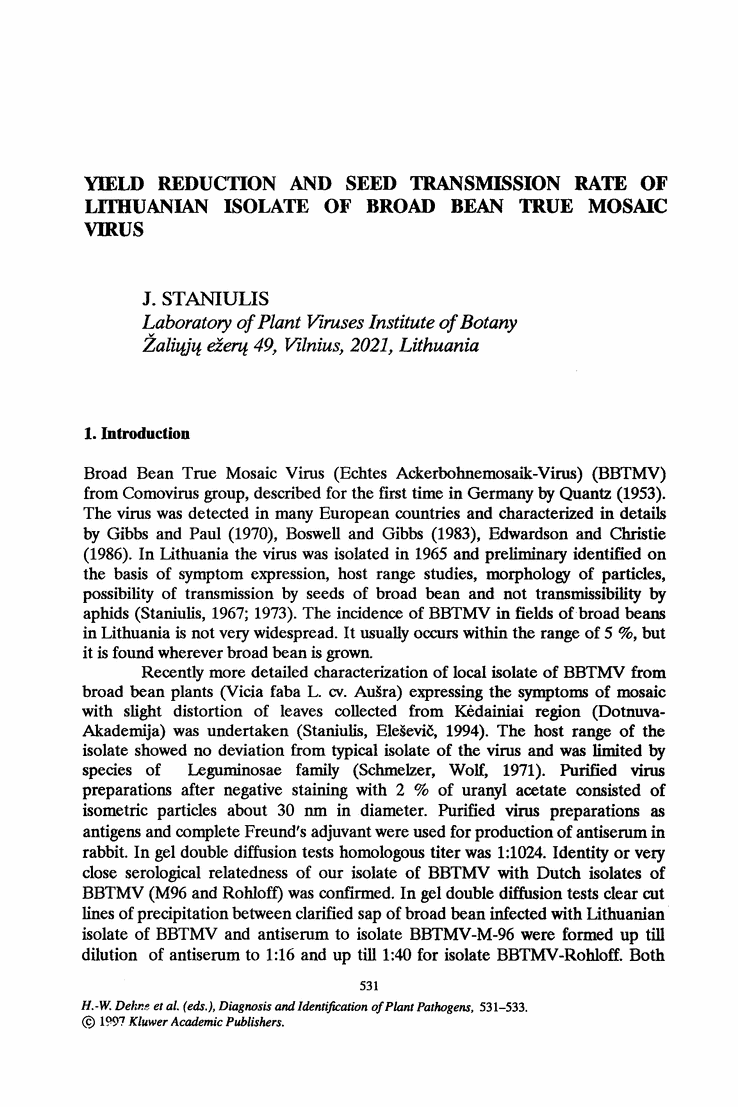 YIELD REDUCTION AND SEED TRANSMISSION RATE OF
LITHUANIAN ISOLATE OF BROAD BEAN TRUE MOSAIC
VIRUS
J. STANIULIS
Laboratory of Plant Viruses Institute of Botany
Žaliųjų ežerų 49, Vilnius, 2021, Lithuania
1. Introduction
Broad Bean True Mosaic Virus (Echtes Ackerbohnemosaik-Virus) (BBTMV)
from Comovirus group, described for the first time in Germany by Quantz (1953).
The virus was detected in many European countries and characterized in details
by Gibbs and Paul (1970), Boswell and Gibbs (1983), Edwardson and Christie
(1986). In Lithuania the virus was isolated in 1965 and preliminary identified on
the basis of symptom expression, host range studies, morphology of particles,
possibility of transmission by seeds of broad bean and not transmissibility by
aphids (Staniulis, 1967; 1973). The incidence of BBTMV in fields of broad beans
in Lithuania is not very widespread. It usually occurs within the range of 5 %, but
it is found wherever broad bean is grown.
Recently more detailed characterization of local isolate of BBTMV from
broad bean plants (Vicia faba L. cv. Aušra) expressing the symptoms of mosaic
with slight distortion of leaves collected from Kėdainiai region (Dotnuva-
Akademija) was undertaken (Staniulis, Eleševič, 1994). The host range of the
isolate showed no deviation from typical isolate of the virus and was limited by
species of Leguminosae family (Schmelzer, Wolf, 1971). Purified virus
preparations after negative staining with 2 % of uranyl acetate consisted of
isometric particles about 30 nm in diameter. Purified virus preparations as
antigens and complete Freund's adjuvant were used for production of antiserum in
rabbit. In gel double diffusion tests homologous titer was 1:1024. Identity or very
close serological relatedness of our isolate of BBTMV with Dutch isolates of
BBTMV (M96 and Rohloff) was confirmed. In gel double diffusion tests clear cut
lines of precipitation between clarified sap of broad bean infected with Lithuanian
isolate of BBTMV and antiserum to isolate BBTMV-M-96 were formed up till
dilution of antiserum to 1:16 and up till 1:40 for isolate BBTMV-Rohloff. Both
531
H.-W. Dehne et al. (eds.), Diagnosis and Identification of Plant Pathogens, 531–533.
© 1997 Kluwer Academic Publishers.